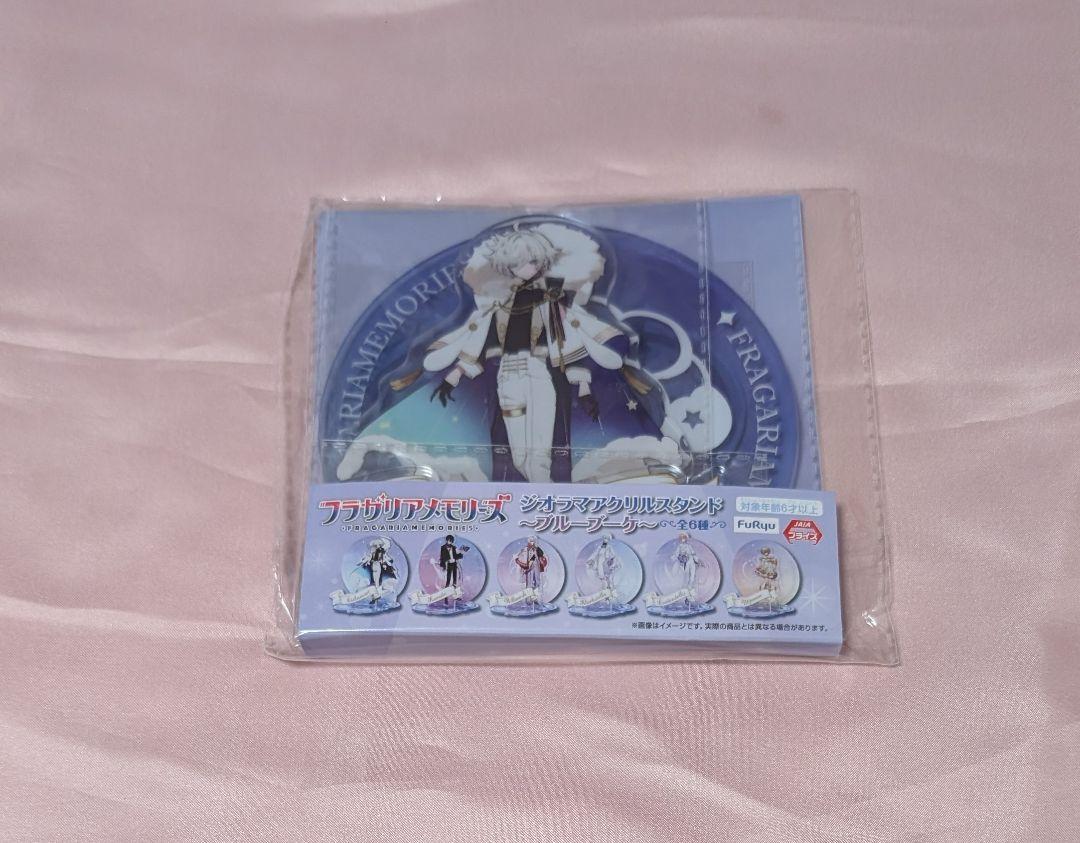 ARIAMEMORIE
FRAGARIA
フラガリアメモリーズ
・FRAGARIAMEMORIES・
ジオラマアクリルスタンド
〜ブルーブーケ〜 全6種
対象年齢6才以上
FuRyu
JAIA
プライズ
※画像はイメージです。実際の商品とは異なる場合があります。